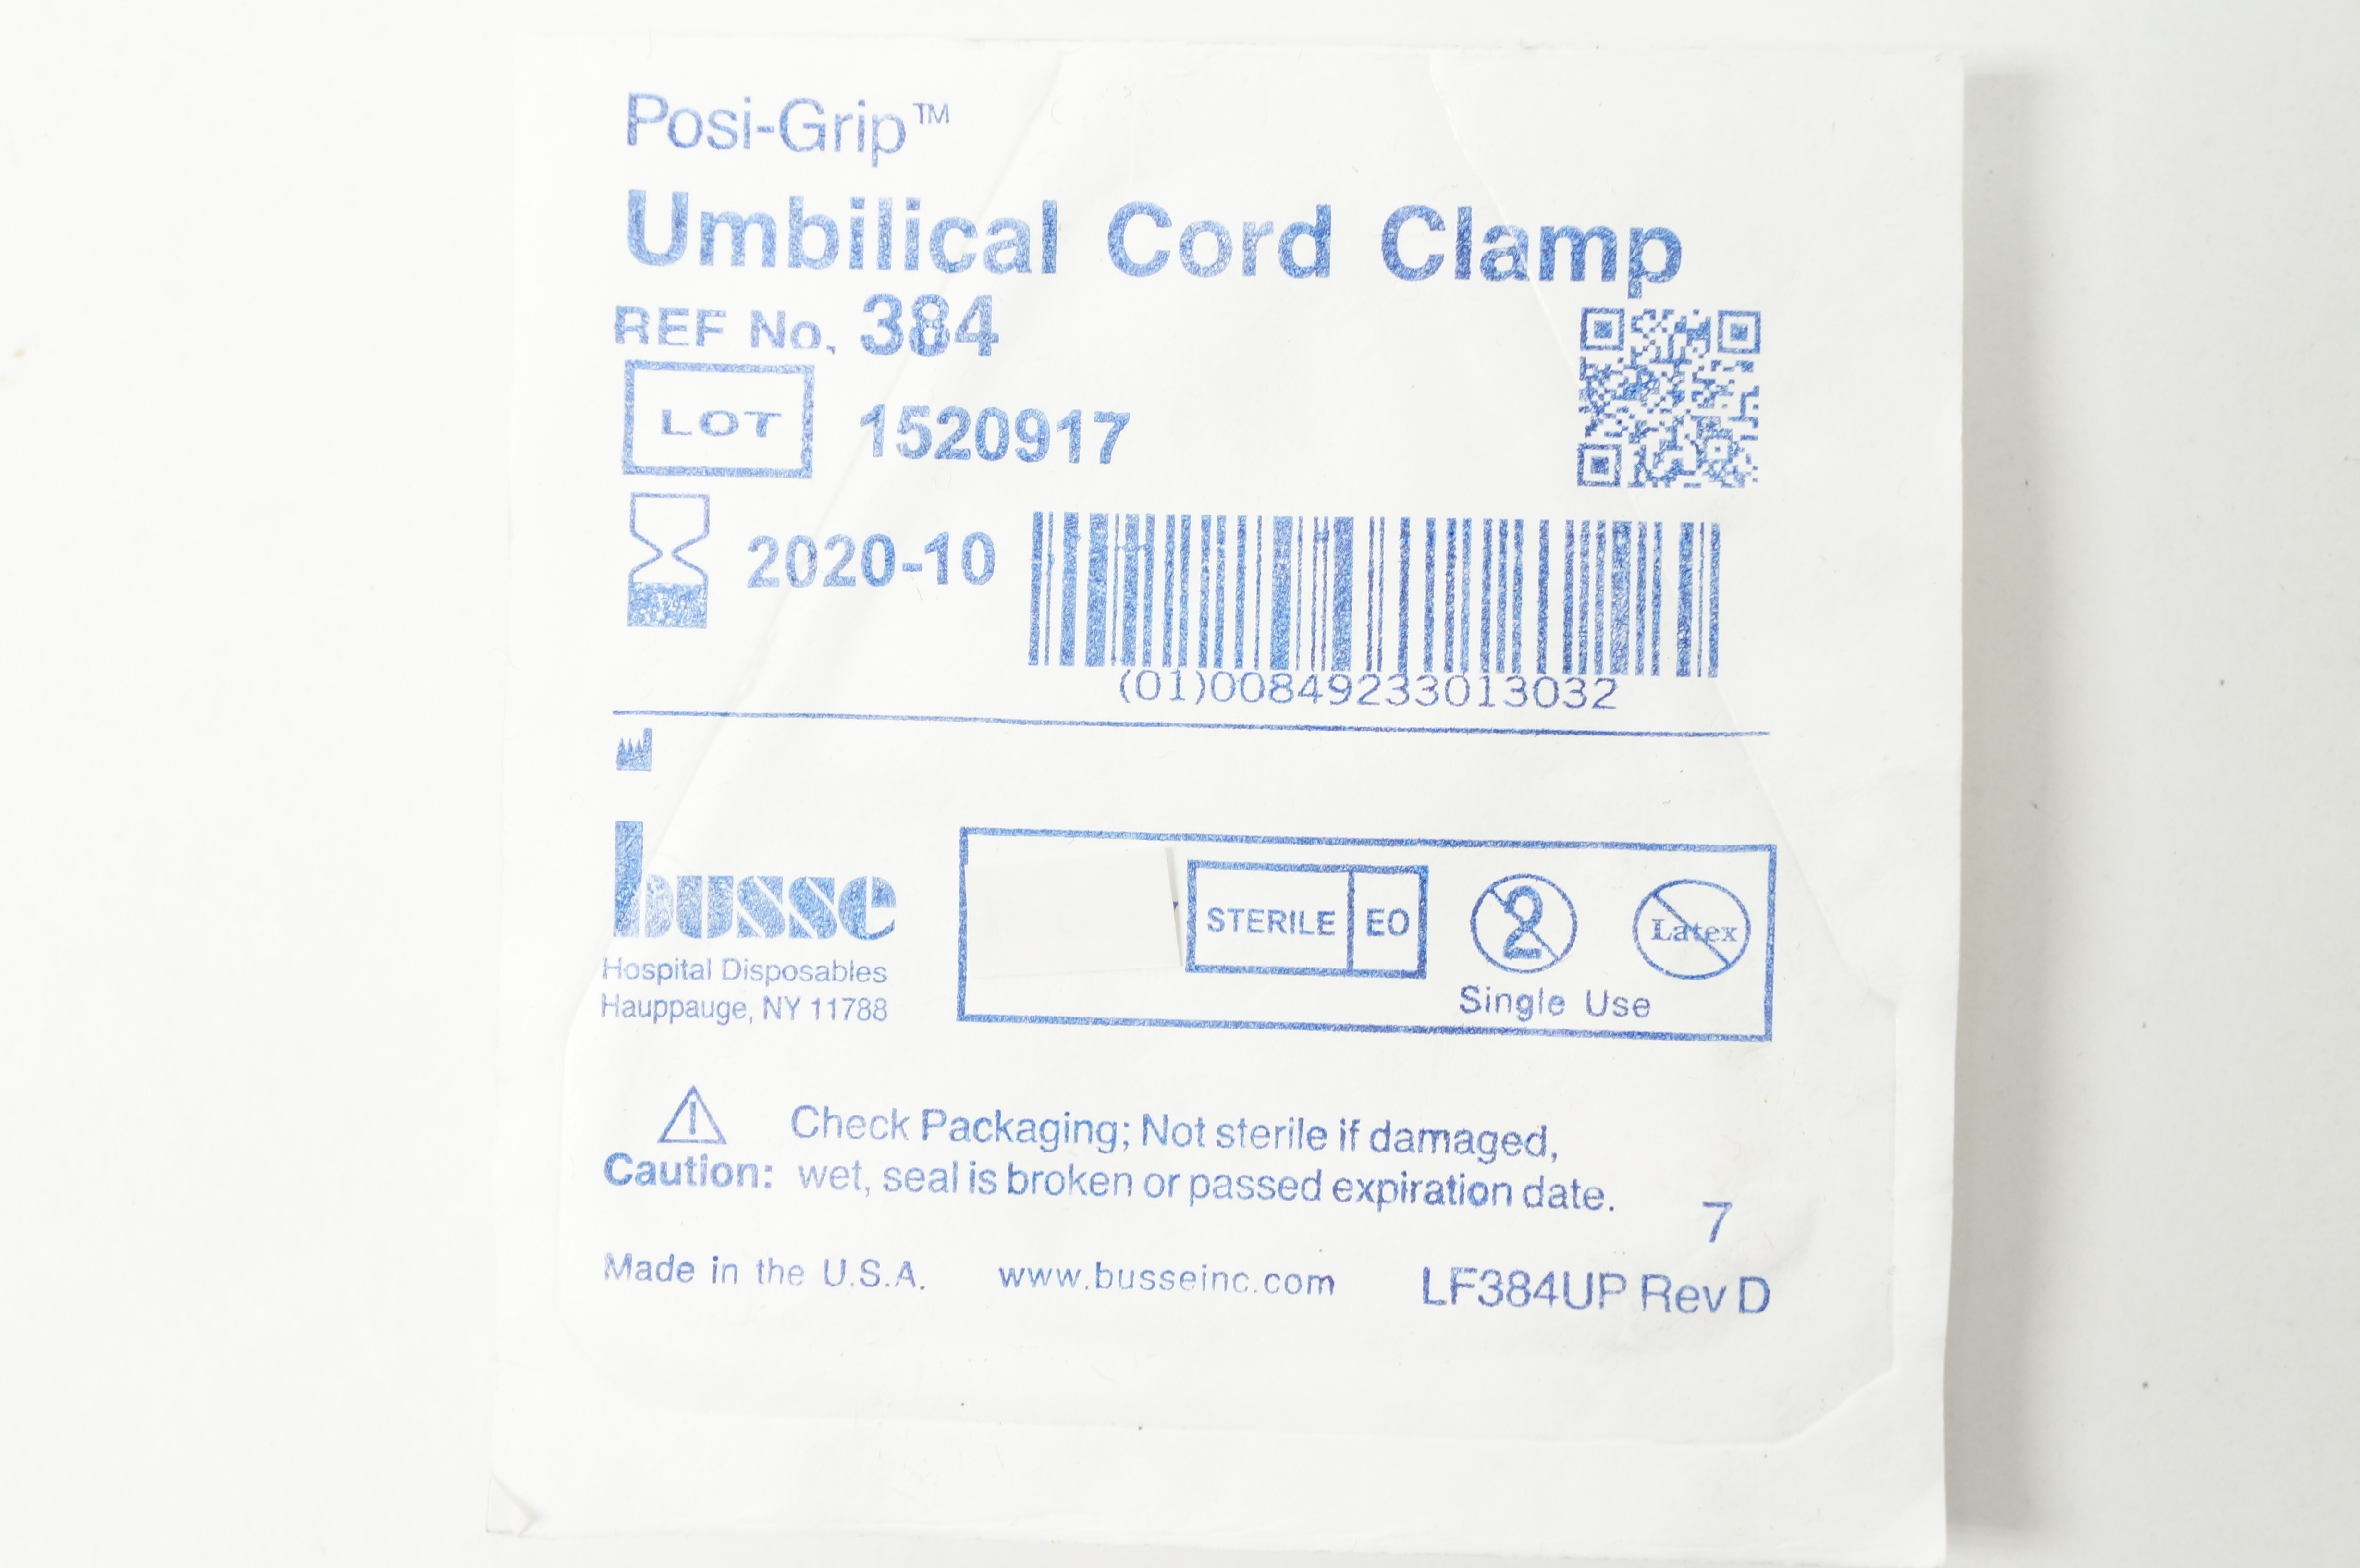 Posi-Grip™
Umbilical Cord Clamp
REF No. 384
LOT 1520917
2020-10
(01)00849233013032
busse
Hospital Disposables
Hauppauge, NY 11788
STERILE EO
2
Latex
Single Use
Check Packaging; Not sterile if damaged,
Caution: wet, seal is broken or passed expiration date.
7
Made in the U.S.A. www.busseinc.com LF384UP Rev D